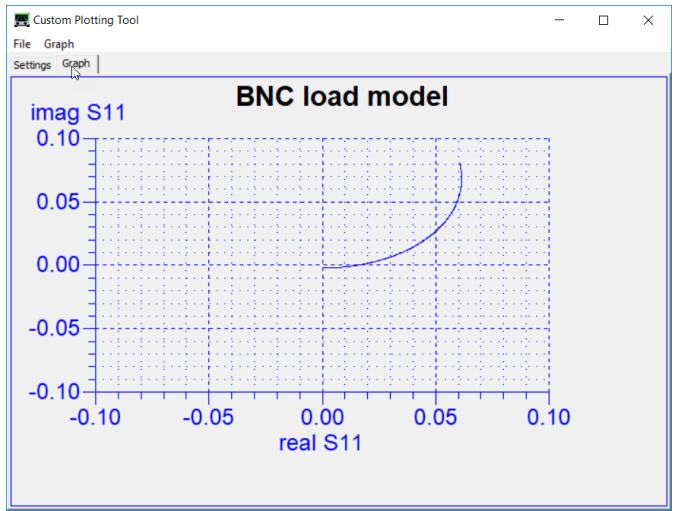 Custom Plotting Tool
File Graph
Settings Graph
BNC load model
imag S11
0.10
0.05
0.00
-0.05
-0.10
-0.10 -0.05 0.00 0.05 0.10
real S11